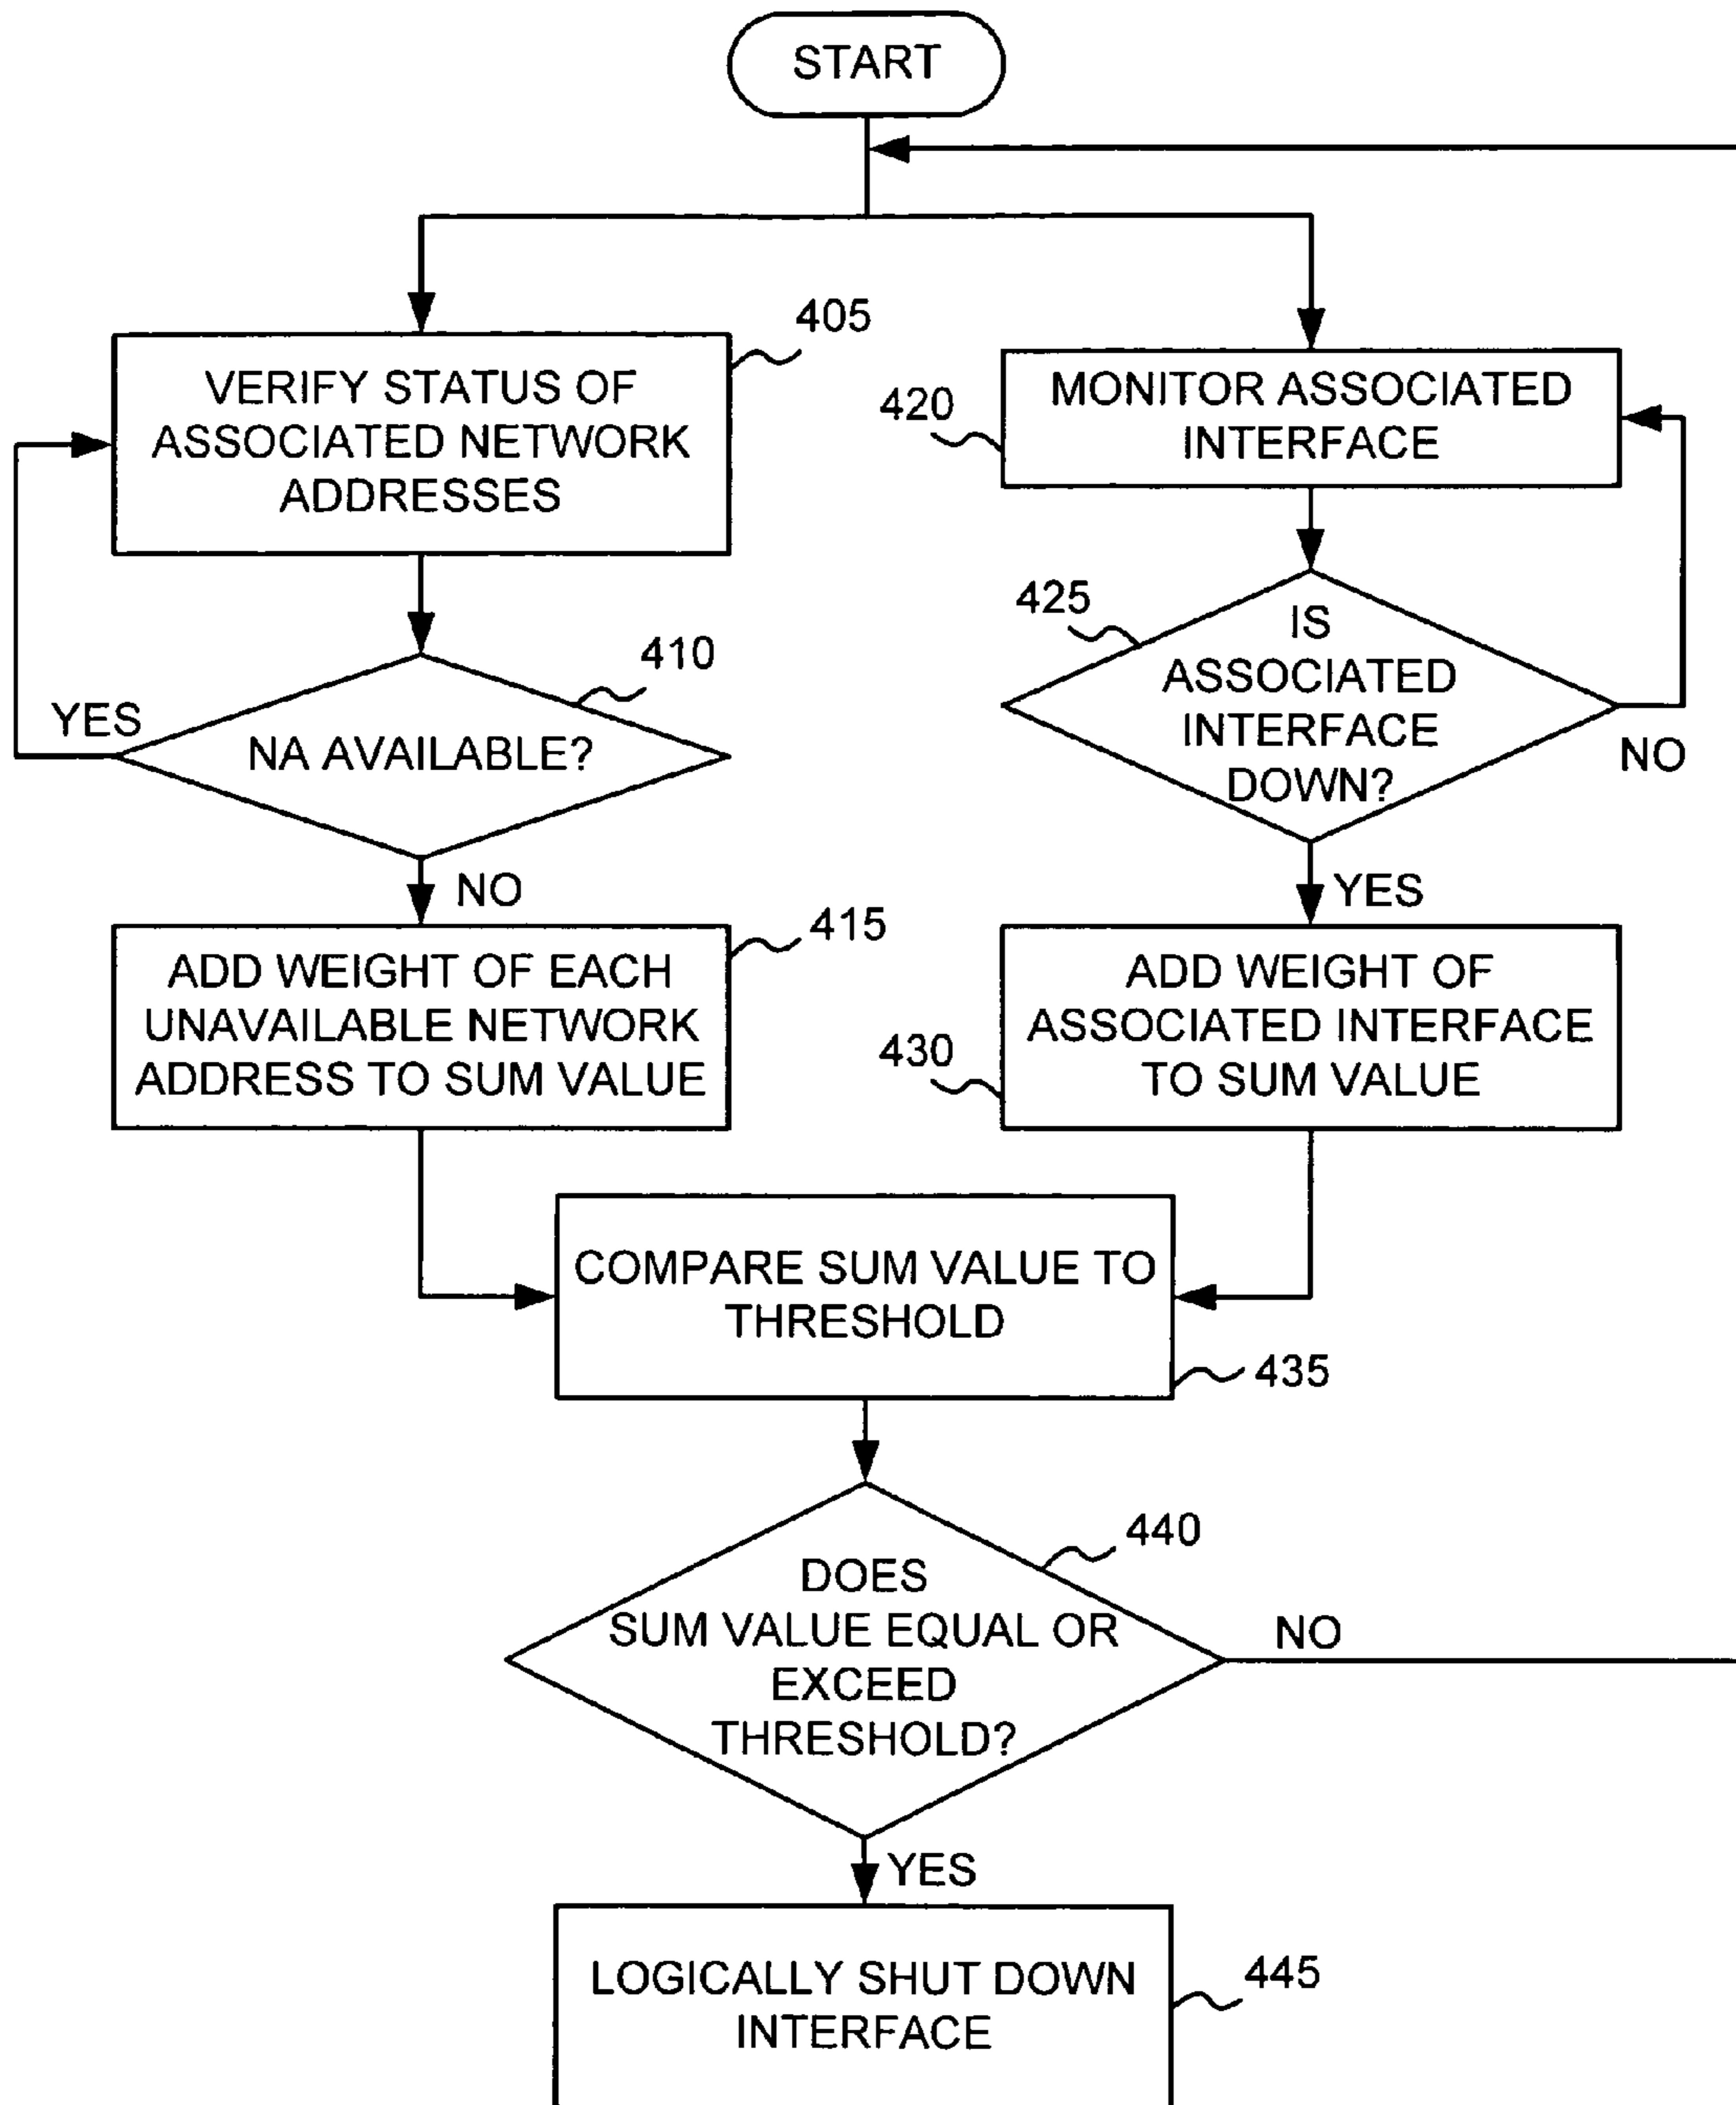 START
405
VERIFY STATUS OF
ASSOCIATED NETWORK
ADDRESSES
420
MONITOR ASSOCIATED
INTERFACE
410
NA AVAILABLE?
YES
NO
425
IS
ASSOCIATED
INTERFACE
DOWN?
NO
YES
415
ADD WEIGHT OF EACH
UNAVAILABLE NETWORK
ADDRESS TO SUM VALUE
430
ADD WEIGHT OF
ASSOCIATED INTERFACE
TO SUM VALUE
COMPARE SUM VALUE TO
THRESHOLD
435
440
DOES
SUM VALUE EQUAL OR
EXCEED
THRESHOLD?
NO
YES
LOGICALLY SHUT DOWN
INTERFACE
445